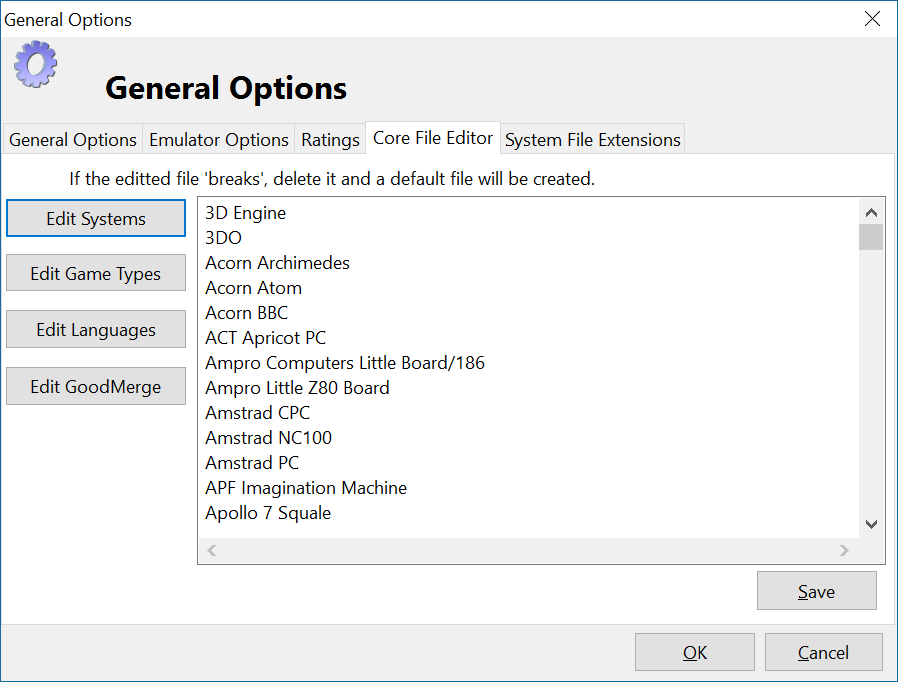 General Options
General Options
General Options Emulator Options Ratings Core File Editor System File Extensions
If the editted file 'breaks', delete it and a default file will be created.
Edit Systems
Edit Game Types
Edit Languages
Edit GoodMerge
3D Engine
3DO
Acorn Archimedes
Acorn Atom
Acorn BBC
ACT Apricot PC
Ampro Computers Little Board/186
Ampro Little Z80 Board
Amstrad CPC
Amstrad NC100
Amstrad PC
APF Imagination Machine
Apollo 7 Squale
Save
OK Cancel